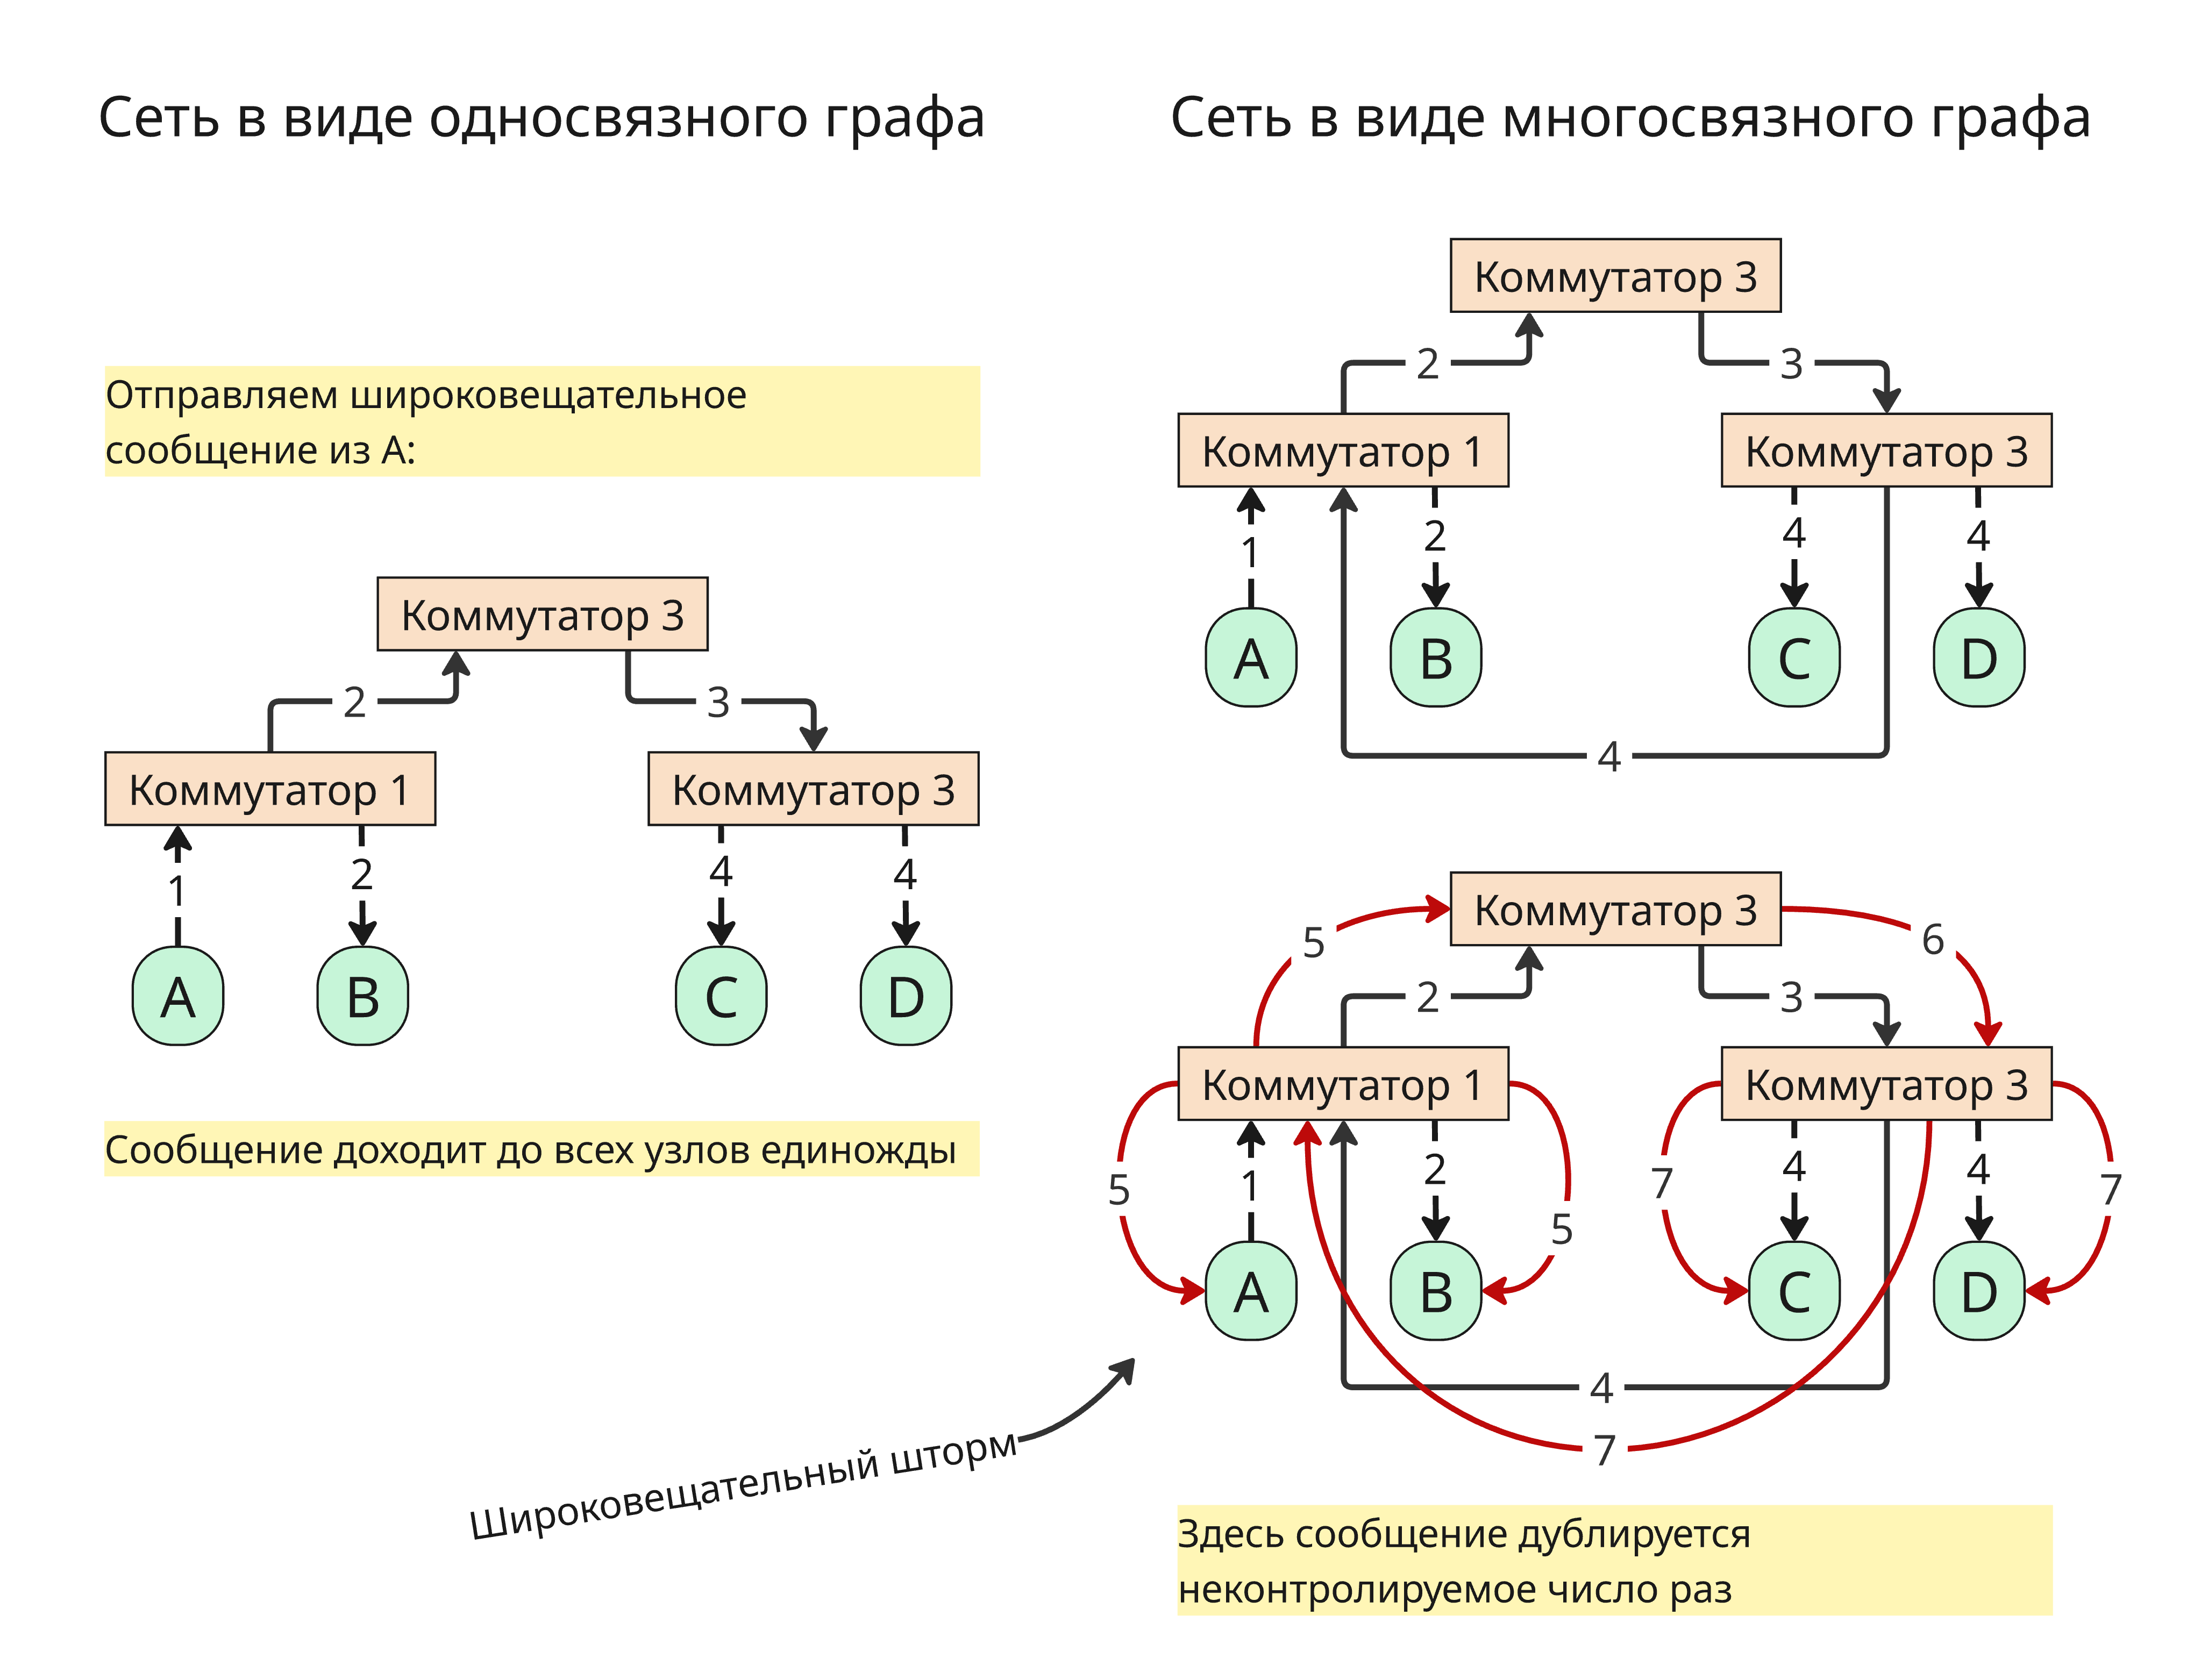 Сеть в виде односвязного графа
Отправляем широковещательное
сообщение из А:
Коммутатор 3
2
3
Коммутатор 1
Коммутатор 3
1
2
4
4
A
B
C
D
Сообщение доходит до всех узлов единожды
Широковещательный шторм
Сеть в виде многосвязного графа
Коммутатор 3
2
3
Коммутатор 1
Коммутатор 3
1
2
4
4
A
B
C
D
4
Коммутатор 3
5
6
2
3
Коммутатор 1
Коммутатор 3
5
1
2
5
7
4
4
7
A
B
C
D
4
7
Здесь сообщение дублируется
неконтролируемое число раз